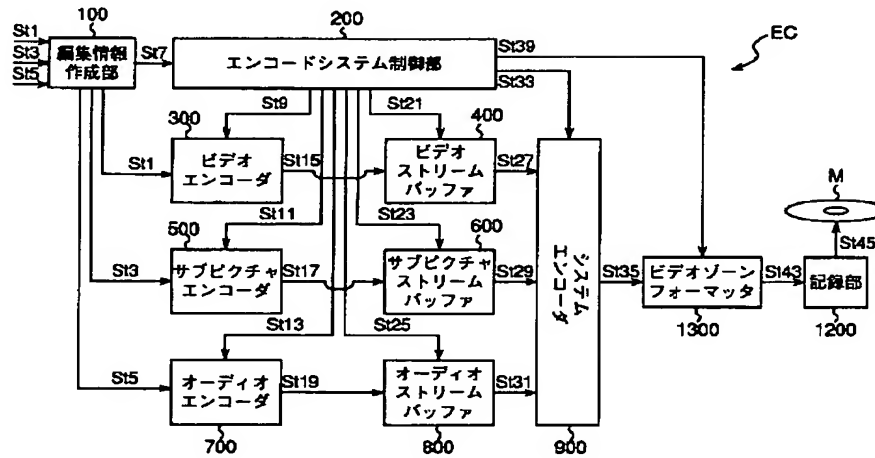 100
200
EC
St1
St3
St5
編集情報
作成部
St7
エンコードシステム制御部
St39
St33
St9
St21
300
400
St1
ビデオ
エンコーダ
St15
ビデオ
ストリーム
バッファ
St27
M
St11
St23
St45
500
600
St3
サブピクチャ
エンコーダ
St17
サブピクチャ
ストリーム
バッファ
St29
システム
エンコーダ
St35
ビデオゾーン
フォーマッタ
St43
記録部
1300
1200
St13
St25
St5
オーディオ
エンコーダ
St19
オーディオ
ストリーム
バッファ
St31
700
800
900